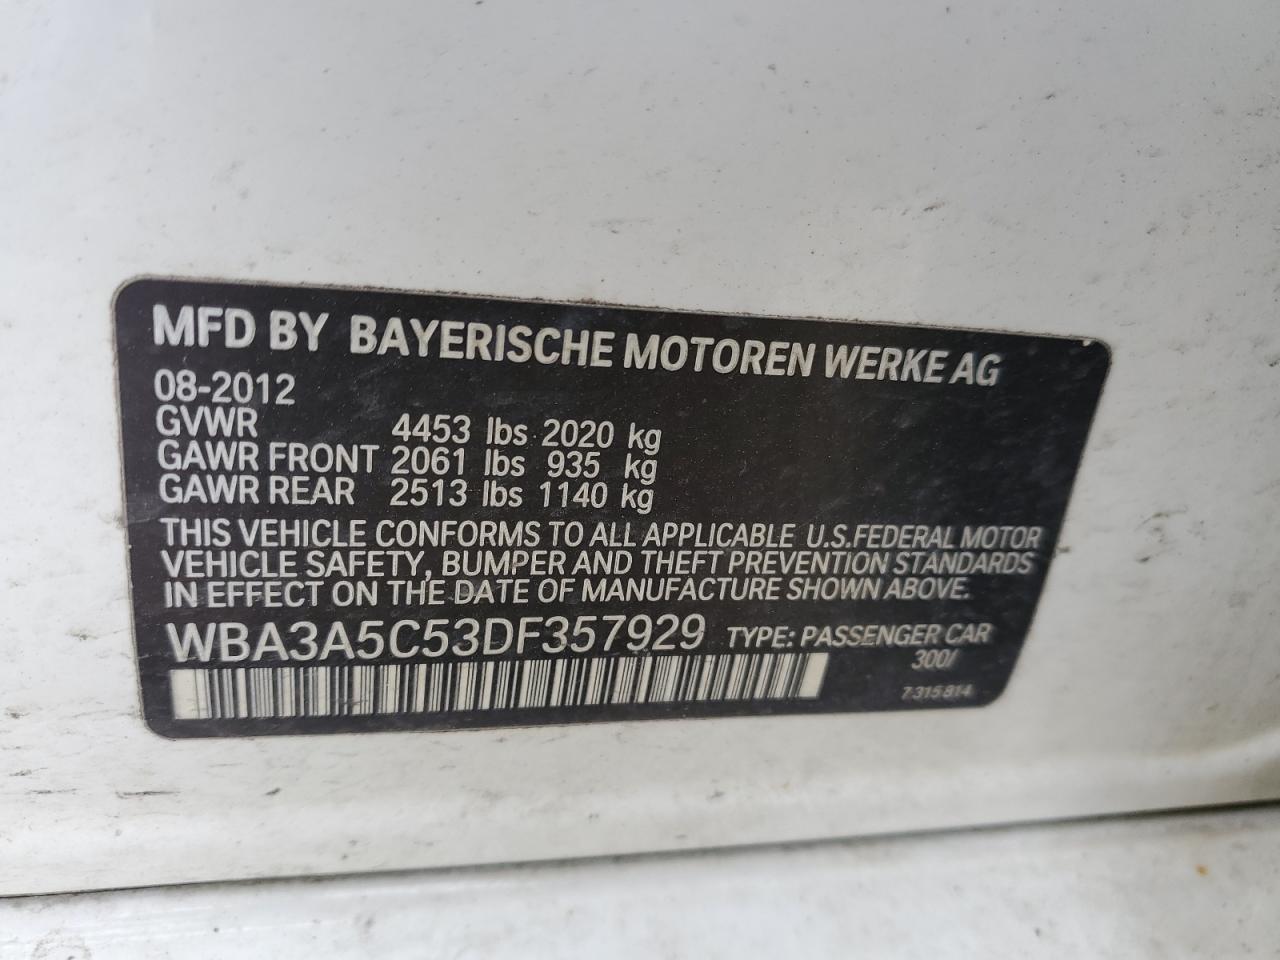 MFD BY BAYERISCHE MOTOREN WERKE AG
08-2012
GVWR 4453 lbs 2020 kg
GAWR FRONT 2061 lbs 935 kg
GAWR REAR 2513 lbs 1140 kg
THIS VEHICLE CONFORMS TO ALL APPLICABLE U.S.FEDERAL MOTOR
VEHICLE SAFETY, BUMPER AND THEFT PREVENTION STANDARDS
IN EFFECT ON THE DATE OF MANUFACTURE SHOWN ABOVE.
WBA3A5C53DF357929 TYPE: PASSENGER CAR
300/
7 315 814